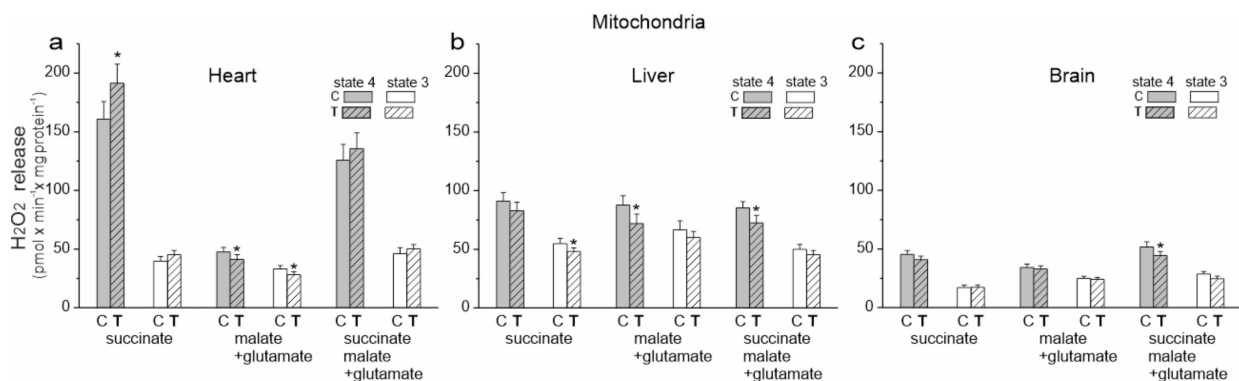 Mitochondria
a
Heart
state 4 state 3
C
T
250
200
150
100
50
0
H2O2 release
(pmol x min-1 x mg protein-1)
*
*
*
C T C T C T C T C T C T
succinate malate succinate
+glutamate malate
+glutamate
b
Liver
state 4 state 3
C
T
200
150
100
50
0
*
*
*
C T C T C T C T C T C T
succinate malate succinate
+glutamate malate
+glutamate
c
Brain
state 4 state 3
C
T
200
150
100
50
0
*
C T C T C T C T C T C T
succinate malate succinate
+glutamate malate
+glutamate